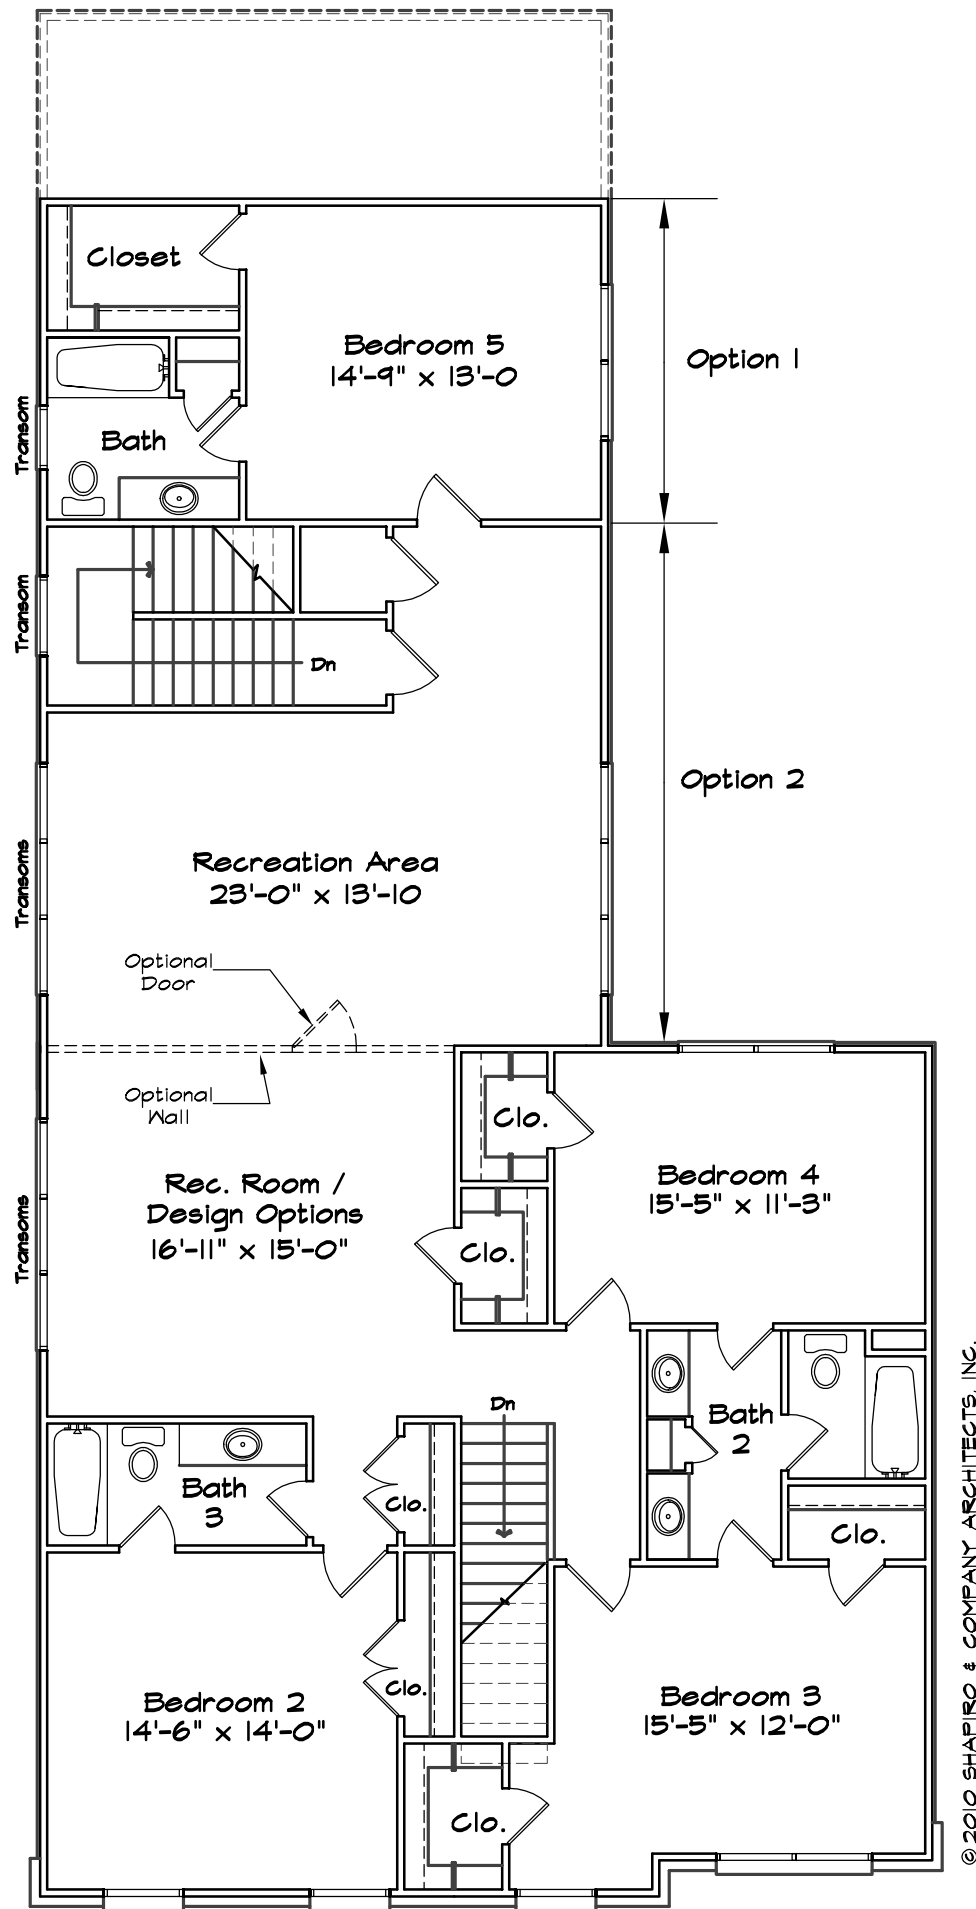 Closet
Bedroom 5
14'-9" x 13'-0
Option 1
Transom
Bath
Transom
Dn
Option 2
Recreation Area
23'-0" x 13'-10
Transoms
Optional
Door
Optional
Wall
Clo.
Bedroom 4
15'-5" x 11'-3"
Rec. Room /
Design Options
16'-11" x 15'-0"
Clo.
Transoms
Dn
Bath
2
Bath
3
Clo.
Clo.
Clo.
Bedroom 2
14'-6" x 14'-0"
Bedroom 3
15'-5" x 12'-0"
Clo.
©2010 SHAPIRO & COMPANY ARCHITECTS, INC.